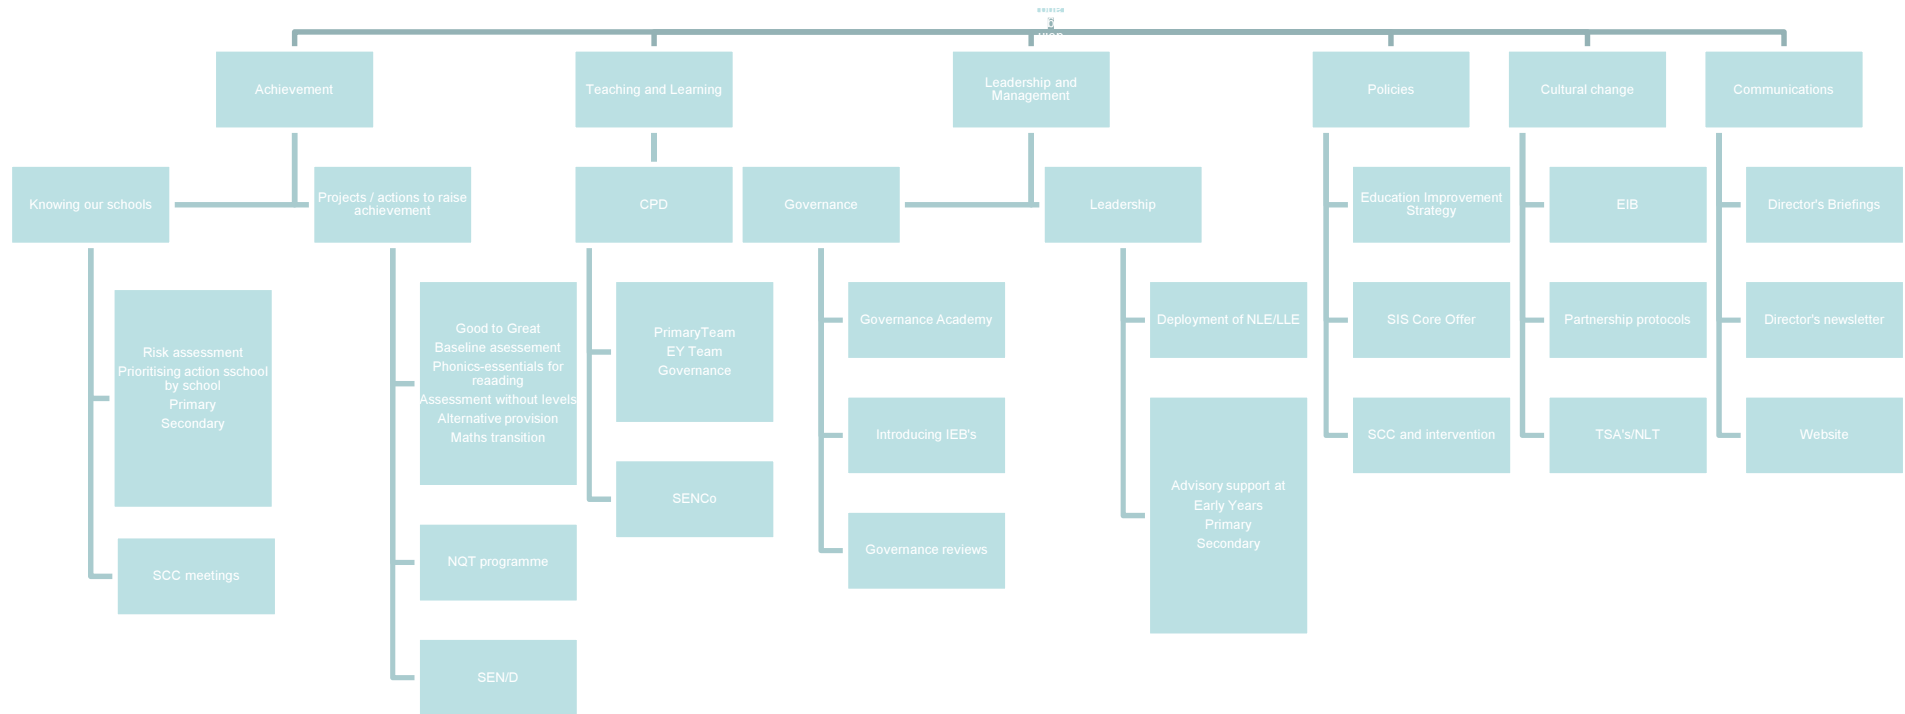 Achievement
Teaching and Learning
Leadership and
Management
Policies
Cultural change
Communications
Knowing our schools
Projects / actions to raise
achievement
CPD
Governance
Leadership
Education Improvement
Strategy
EIB
Director's Briefings
Risk assessment
Prioritising action sschool
by school
Primary
Secondary
SCC meetings
Good to Great
Baseline asessment
Phonics-essentials for
reaading
Assessment without levels
Alternative provision
Maths transition
NQT programme
SEN/D
PrimaryTeam
EY Team
Governance
SENCo
Governance Academy
Introducing IEB's
Governance reviews
Deployment of NLE/LLE
Advisory support at
Early Years
Primary
Secondary
SIS Core Offer
SCC and intervention
Partnership protocols
TSA's/NLT
Director's newsletter
Website